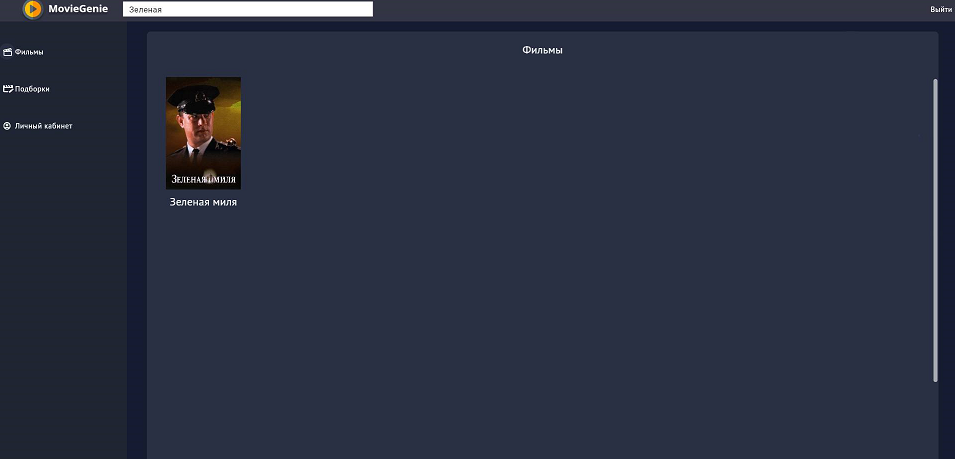 MovieGenie
Зеленая
Выйти
Фильмы
Подборки
Личный кабинет
Фильмы
ЗЕЛЕНАЯ МИЛЯ
Зеленая миля